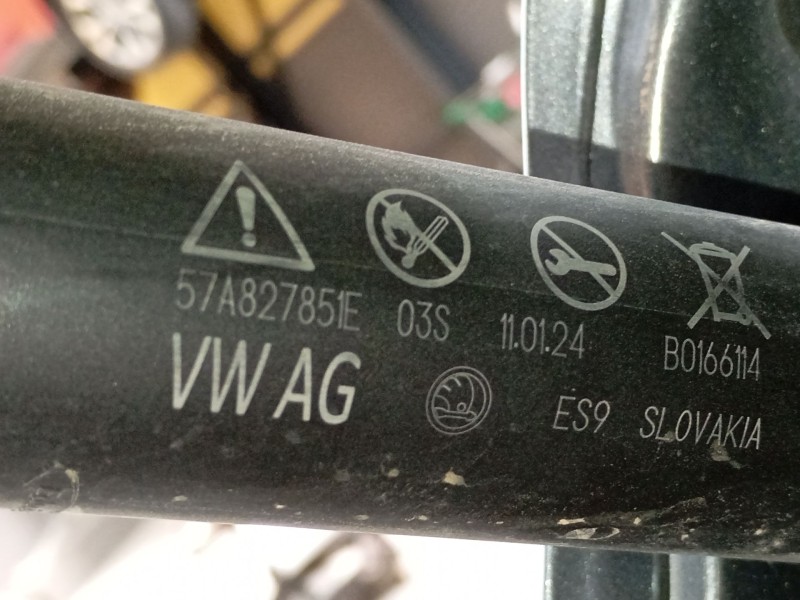 57A827851E 03S 11.01.24 B0166114
VW AG ES9 SLOVAKIA